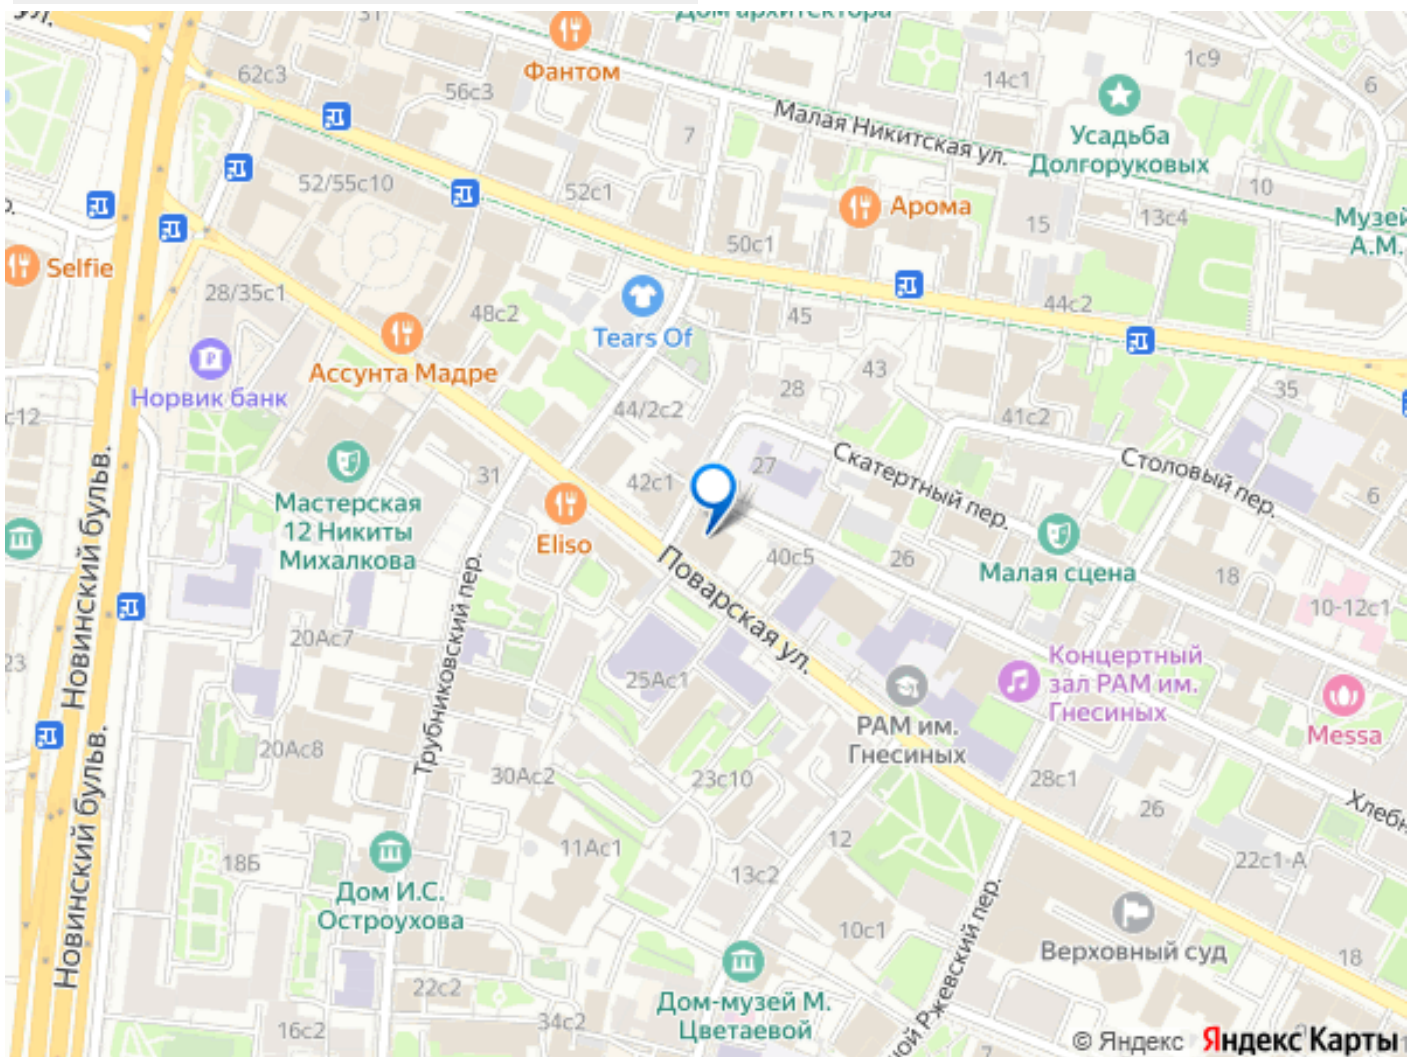 31
Дом архитектора
ул.
Фантом
62с3
56с3
14с1
1с9
6
7
Малая Никитская ул.
Усадьба
Долгоруковых
52/55с10
52с1
Арома
10
15
13с4
Музей
А.М.
50с1
Selfie
28/35с1
48с2
44с2
45
Tears Of
Ассунта Мадре
Норвик банк
43
28
35
с12
44/2с2
41с2
Скатертный пер.
Столовый пер.
27
31
42с1
6
Мастерская
12 Никиты
Михалкова
Eliso
Новинский бульв.
Поварская ул.
40с5
26
Малая сцена
18
10-12с1
Трубниковский пер.
20Ас7
23
25Ас1
Концертный
зал РАМ им.
Гнесиных
РАМ им.
Гнесиных
Messa
Новинский бульв.
20Ас8
30Ас2
23с10
28с1
26
Хлебн
11Ас1
12
18Б
13с2
22с1-А
Дом И.С.
Остроухова
10с1
Верховный суд
18
22с2
Дом-музей М.
Цветаевой
ной Ржевский пер.
16с2
34с2
© Яндекс Яндекс Карты